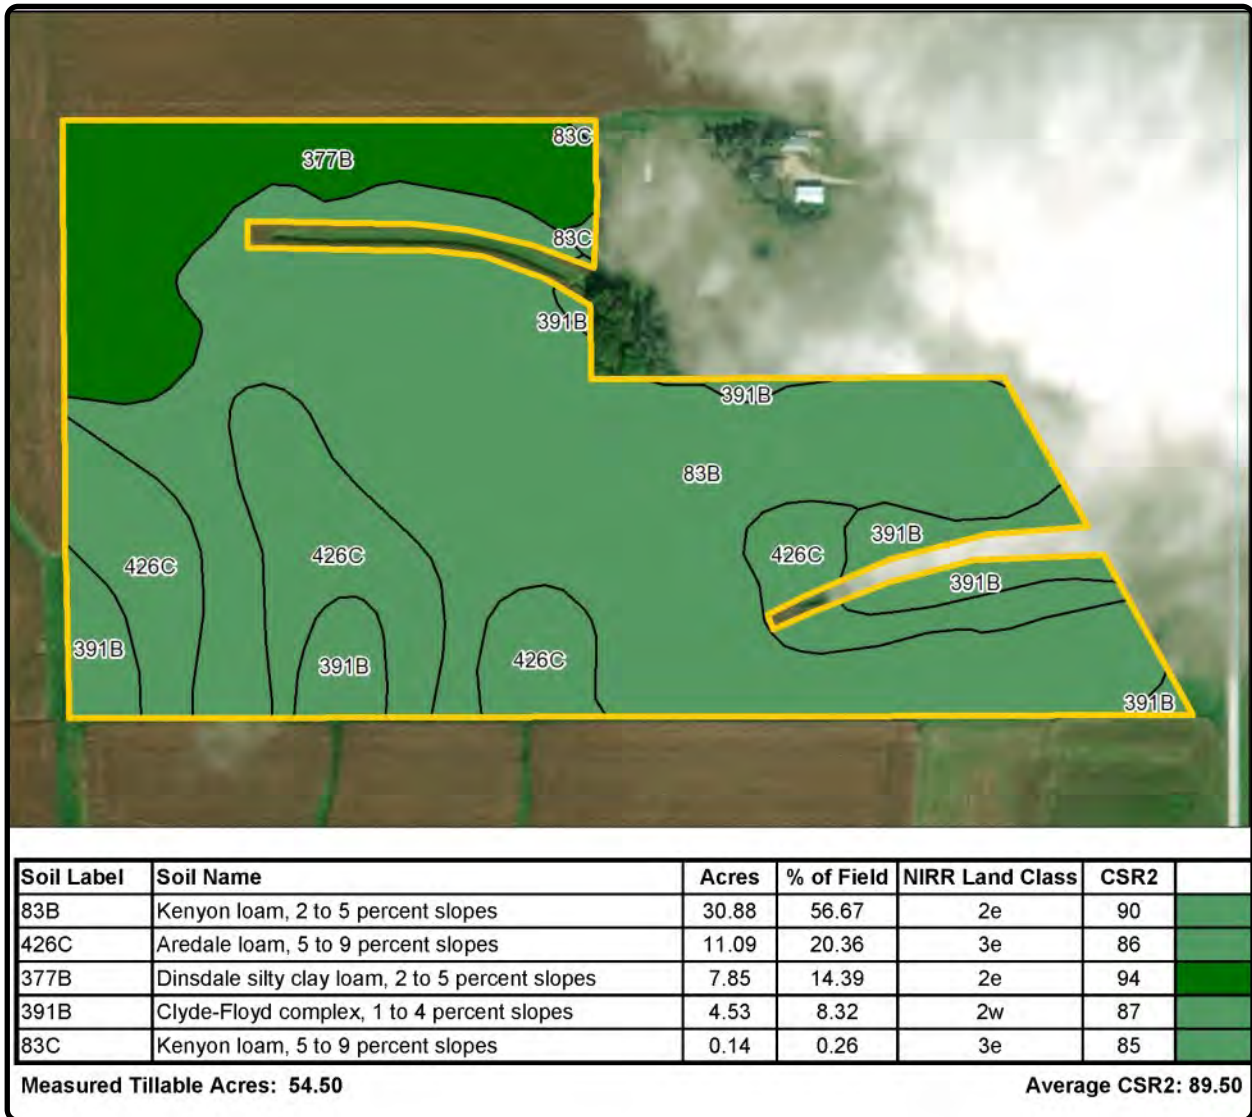 83C
377B
83C
391B
391B
83B
391B
426C
426C
426C
391B
391B
391B
426C
391B
Soil Label Soil Name Acres % of Field NIRR Land Class CSR2
83B Kenyon loam, 2 to 5 percent slopes 30.88 56.67 2e 90
426C Aredale loam, 5 to 9 percent slopes 11.09 20.36 3e 86
377B Dinsdale silty clay loam, 2 to 5 percent slopes 7.85 14.39 2e 94
391B Clyde-Floyd complex, 1 to 4 percent slopes 4.53 8.32 2w 87
83C Kenyon loam, 5 to 9 percent slopes 0.14 0.26 3e 85
Measured Tillable Acres: 54.50 Average CSR2: 89.50